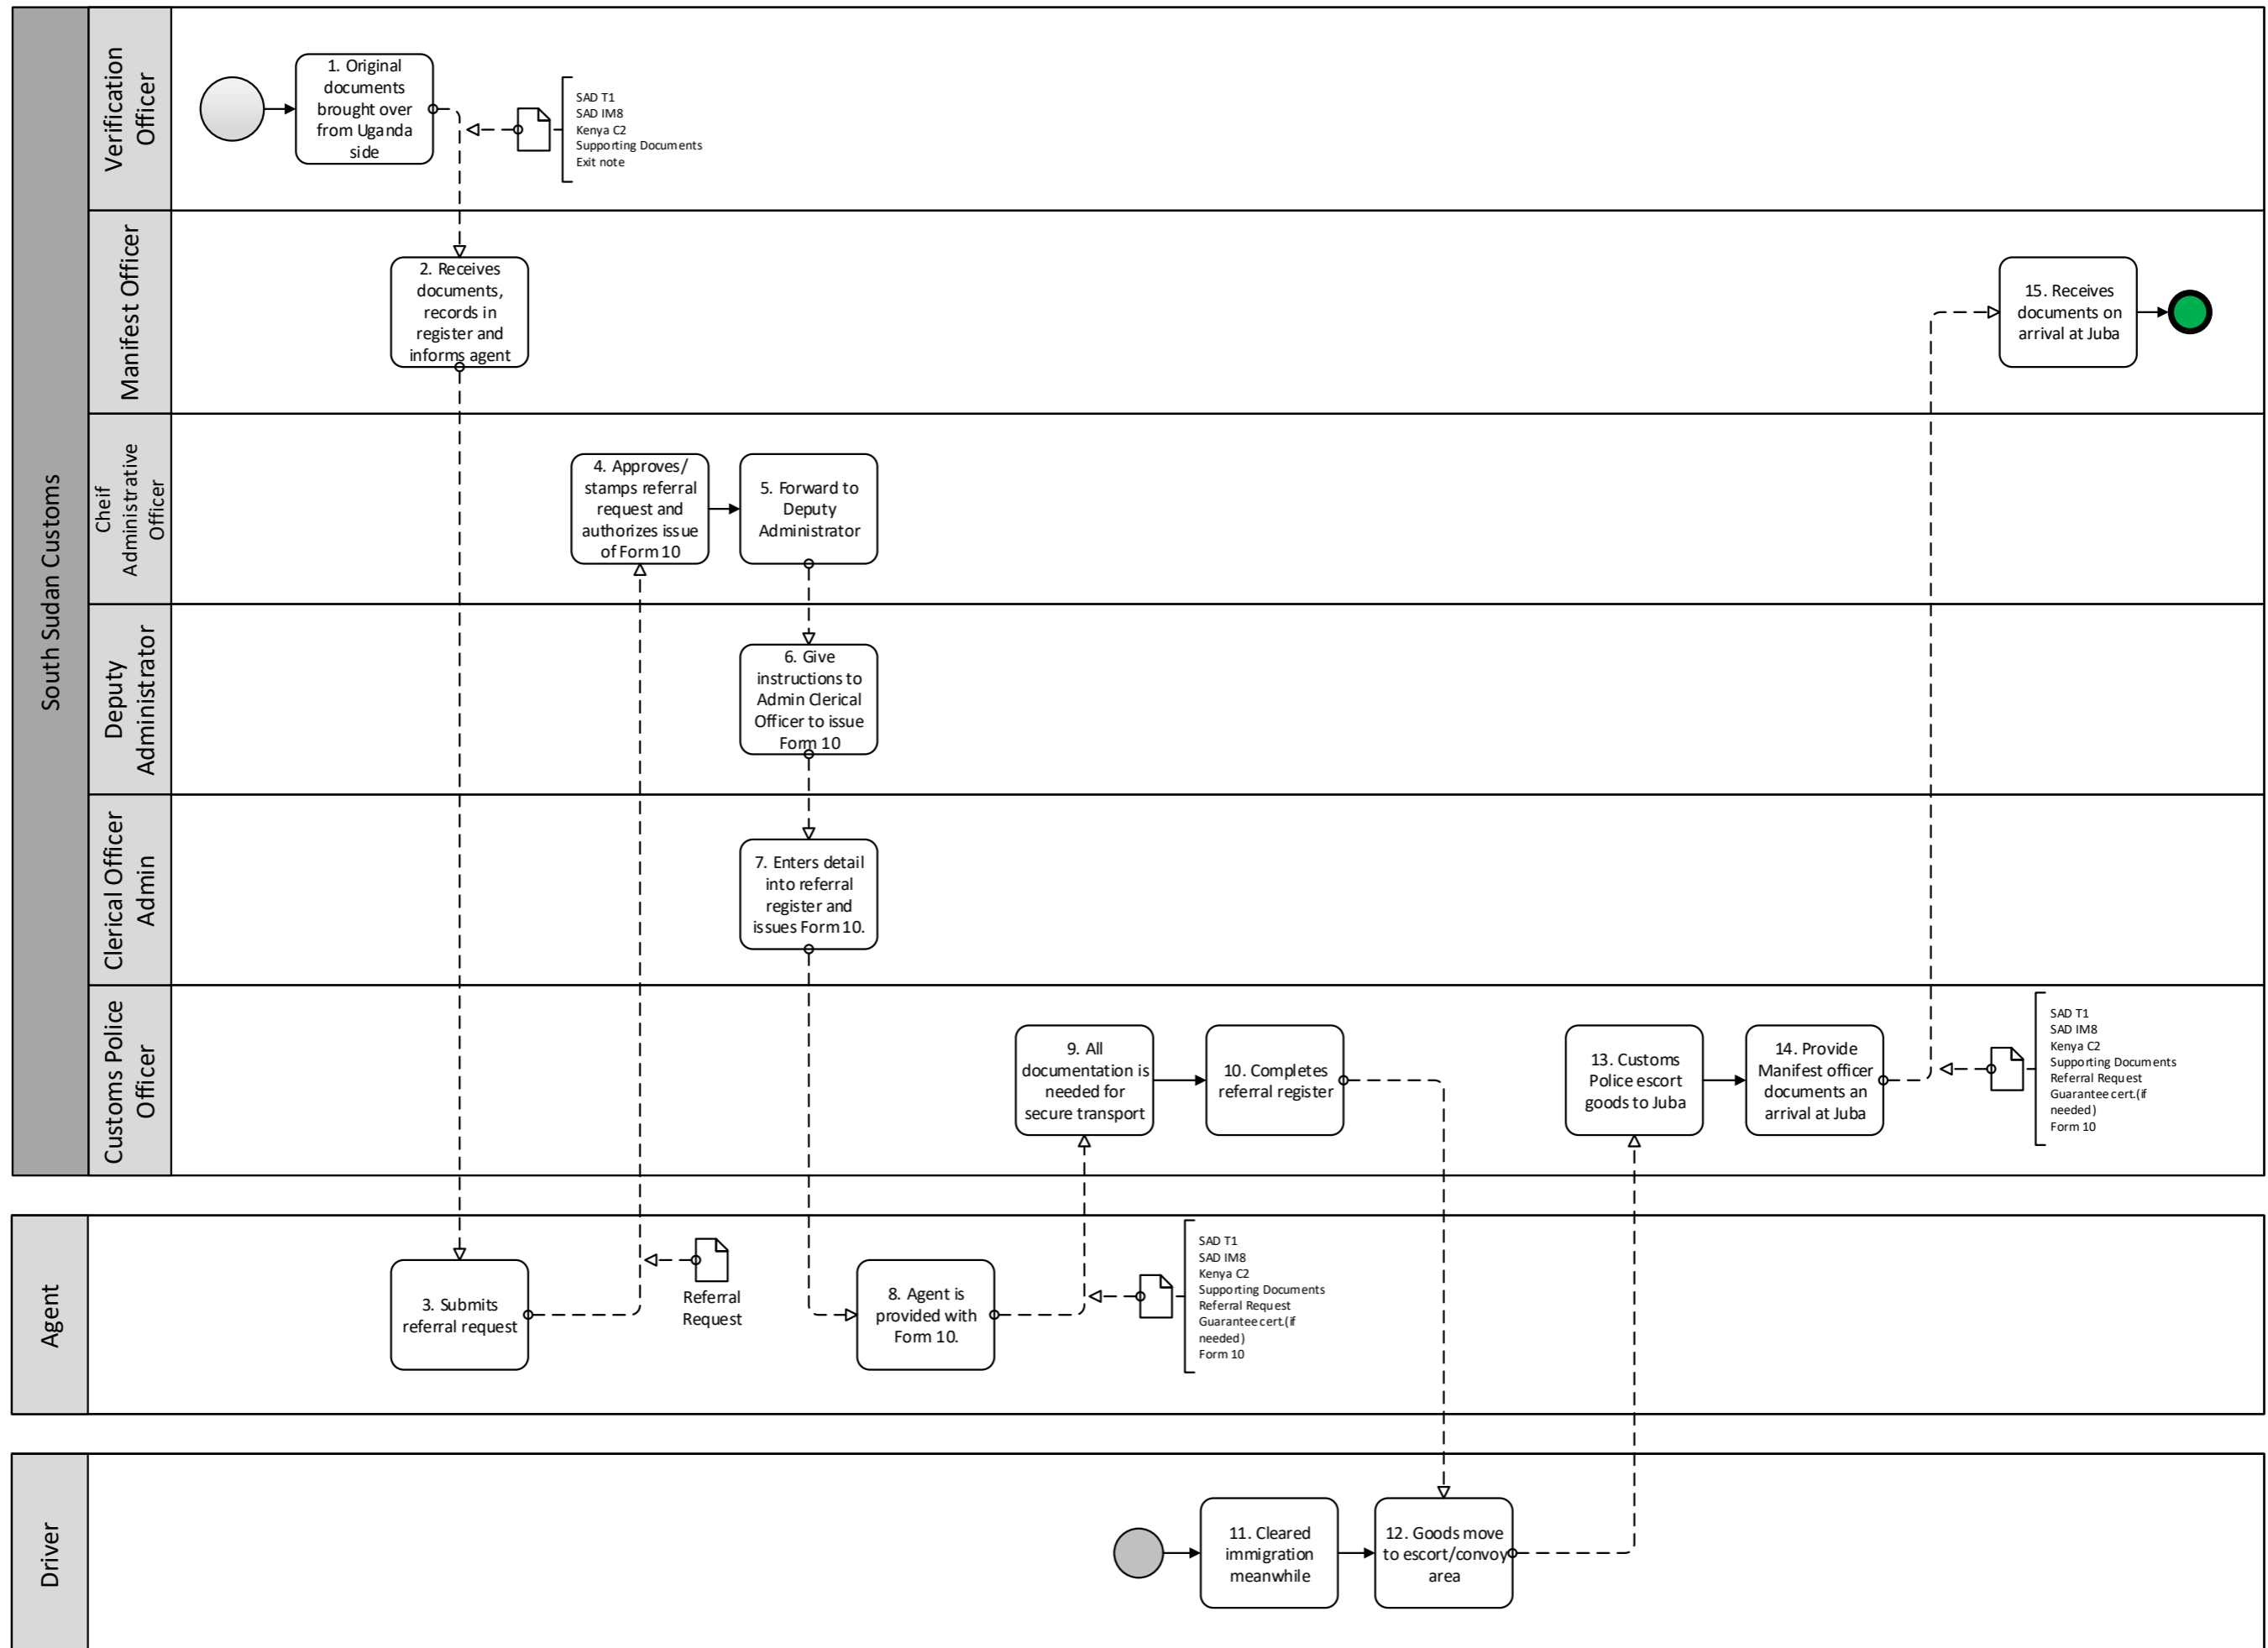 South Sudan Customs
Verification
Officer
1. Original
documents
brought over
from Uganda
side
SAD T1
SAD IM8
Kenya C2
Supporting Documents
Exit note
Manifest Officer
2. Receives
documents,
records in
register and
informs agent
15. Receives
documents on
arrival at Juba
Cheif
Administrative
Officer
4. Approves/
stamps referral
request and
authorizes issue
of Form 10
5. Forward to
Deputy
Administrator
Deputy
Administrator
6. Give
instructions to
Admin Clerical
Officer to issue
Form 10
Clerical Officer
Admin
7. Enters detail
into referral
register and
issues Form 10.
Customs Police
Officer
9. All
documentation is
needed for
secure transport
10. Completes
referral register
13. Customs
Police escort
goods to Juba
14. Provide
Manifest officer
documents an
arrival at Juba
SAD T1
SAD IM8
Kenya C2
Supporting Documents
Referral Request
Guarantee cert.(if
needed)
Form 10
Agent
3. Submits
referral request
Referral
Request
8. Agent is
provided with
Form 10.
SAD T1
SAD IM8
Kenya C2
Supporting Documents
Referral Request
Guarantee cert.(if
needed)
Form 10
Driver
11. Cleared
immigration
meanwhile
12. Goods move
to escort/convoy
area